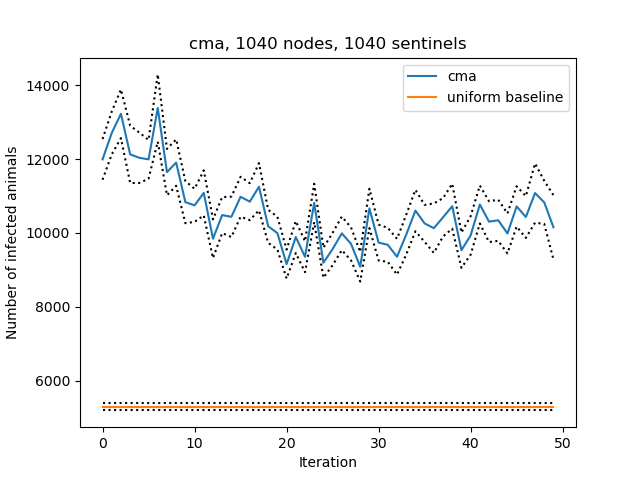 cma, 1040 nodes, 1040 sentinels
cma
uniform baseline
Number of infected animals
14000
12000
10000
8000
6000
0 10 20 30 40 50
Iteration